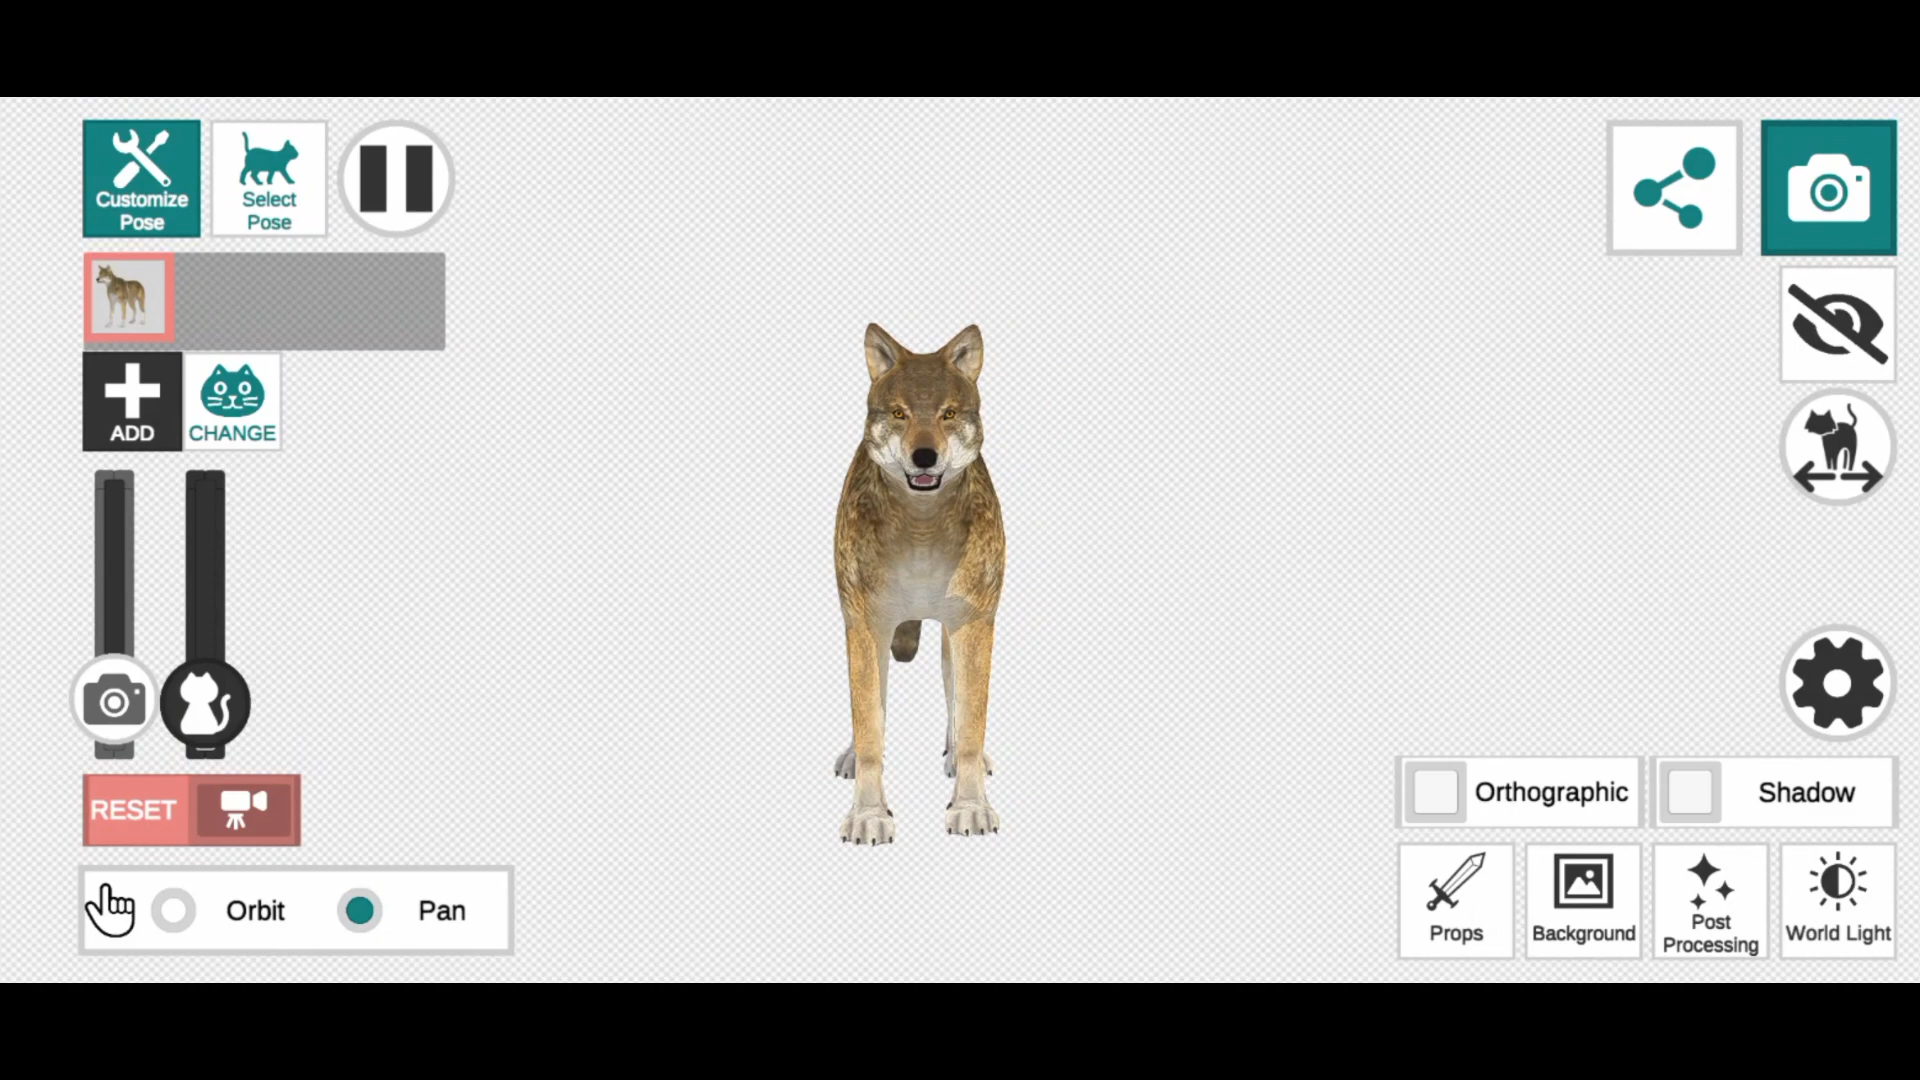 Customize
Pose
Select
Pose
ADD
CHANGE
RESET
Orbit
Pan
Orthographic
Shadow
Props
Background
Post
Processing
World Light